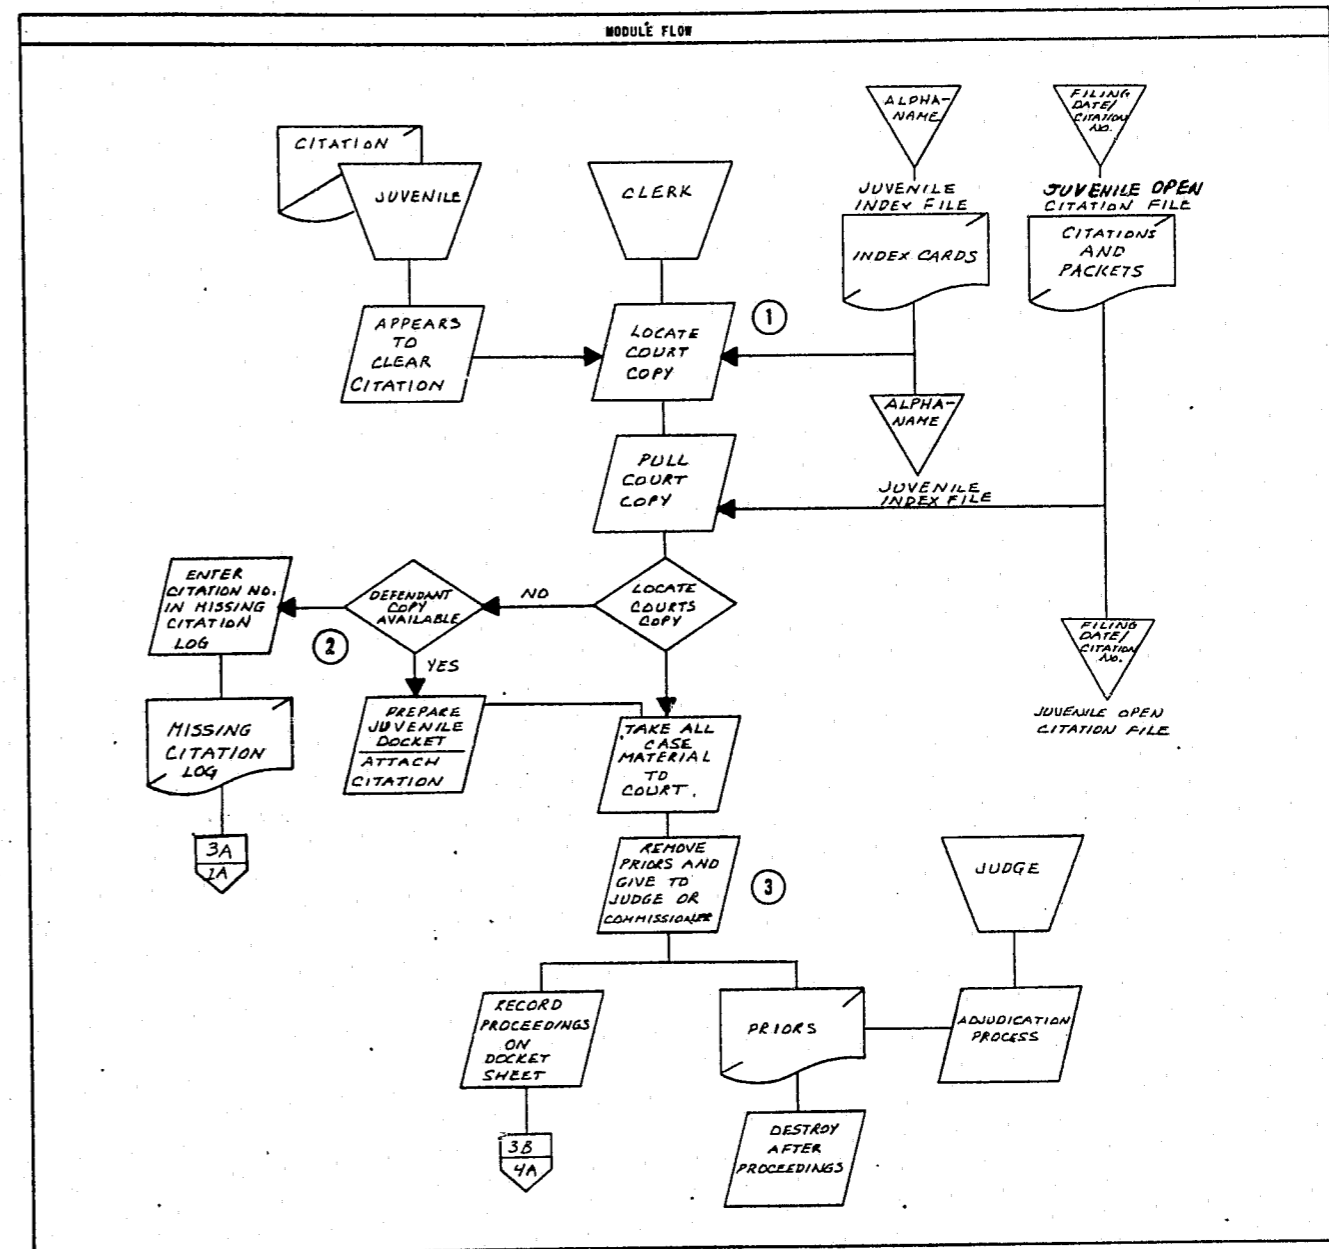 MODULE FLOW
CITATION
JUVENILE
CLERK
ALPHA-
NAME
JUVENILE
INDEX FILE
INDEX CARDS
FILING
DATE/
CITATION
NO.
JUVENILE OPEN
CITATION FILE
CITATIONS
AND
PACKETS
APPEARS
TO
CLEAR
CITATION
LOCATE
COURT
COPY
1
ALPHA-
NAME
JUVENILE
INDEX FILE
PULL
COURT
COPY
ENTER
CITATION NO.
IN MISSING
CITATION
LOG
2
DEFENDANT
COPY
AVAILABLE
NO
LOCATE
COURTS
COPY
YES
FILING
DATE/
CITATION
NO.
JUVENILE OPEN
CITATION FILE
MISSING
CITATION
LOG
PREPARE
JUVENILE
DOCKET
ATTACH
CITATION
TAKE ALL
CASE
MATERIAL
TO
COURT.
3A
1A
REMOVE
PRIORS AND
GIVE TO
JUDGE OR
COMMISSIONER
3
JUDGE
RECORD
PROCEEDINGS
ON
DOCKET
SHEET
PRIORS
ADJUDICATION
PROCESS
3B
4A
DESTROY
AFTER
PROCEEDINGS